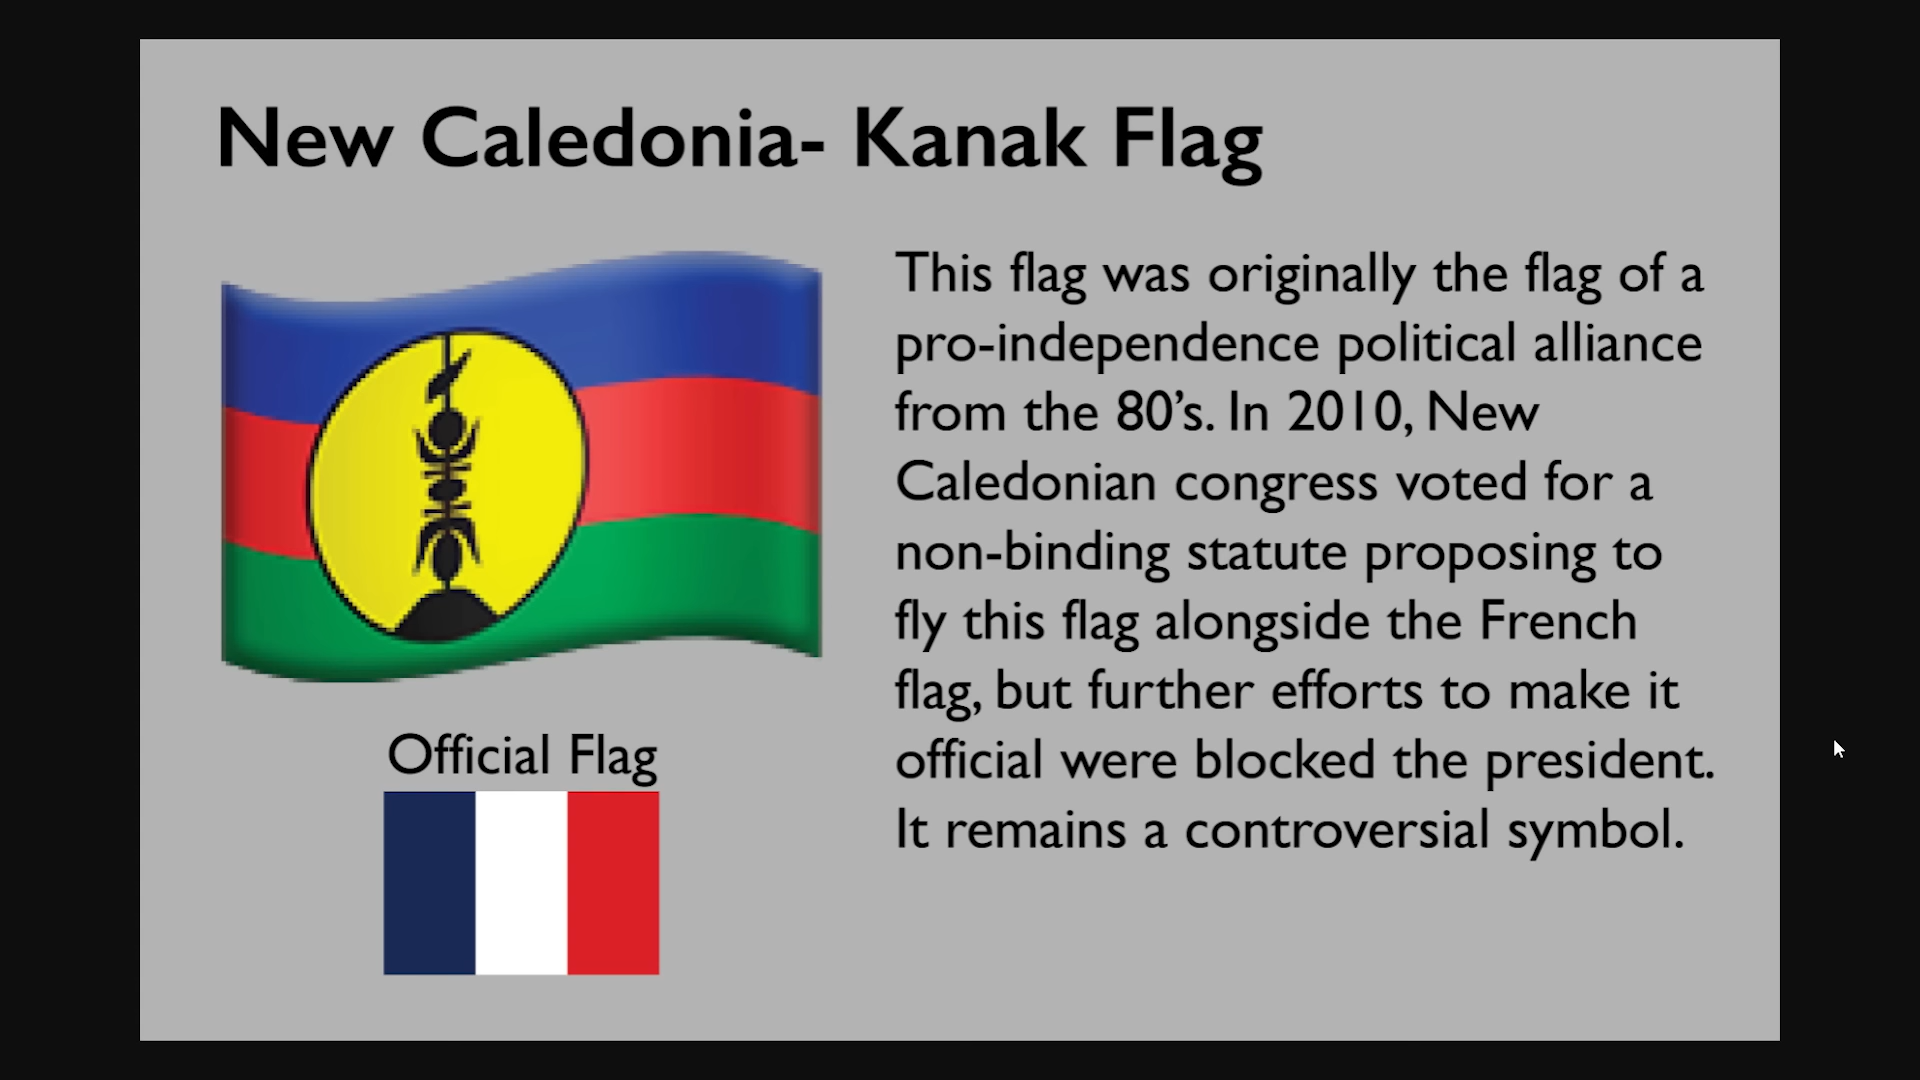 New Caledonia- Kanak Flag
This flag was originally the flag of a
pro-independence political alliance
from the 80’s. In 2010, New
Caledonian congress voted for a
non-binding statute proposing to
fly this flag alongside the French
flag, but further efforts to make it
official were blocked the president.
It remains a controversial symbol.
Official Flag